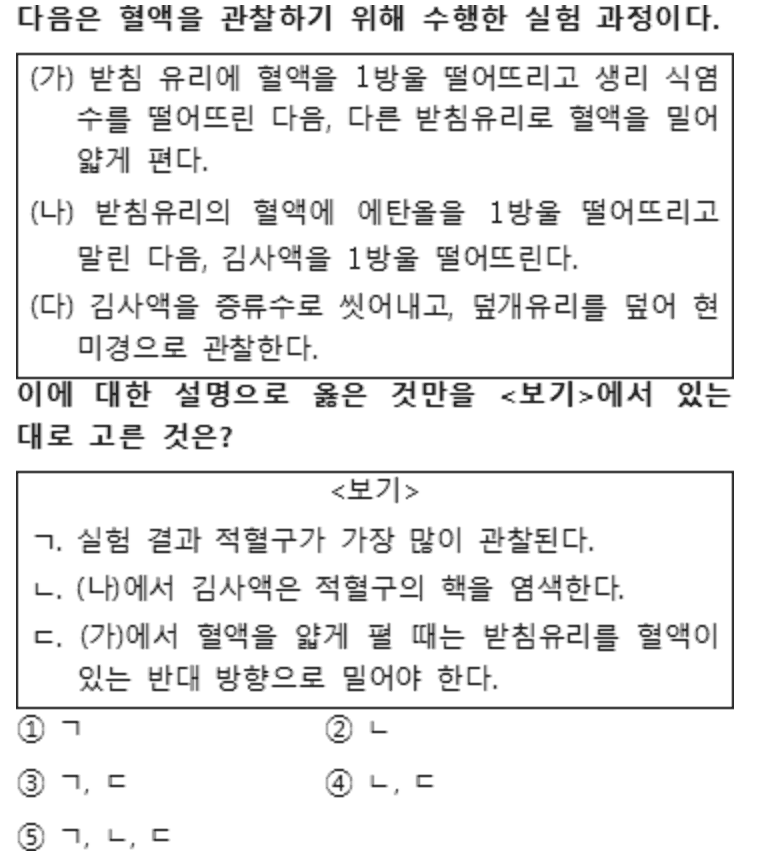 다음은 혈액을 관찰하기 위해 수행한 실험 과정이다.
(가) 받침 유리에 혈액을 1방울 떨어뜨리고 생리 식염
수를 떨어뜨린 다음, 다른 받침유리로 혈액을 밀어
얇게 편다.
(나) 받침유리의 혈액에 에탄올을 1방울 떨어뜨리고
말린 다음, 김사액을 1방울 떨어뜨린다.
(다) 김사액을 증류수로 씻어내고, 덮개유리를 덮어 현
미경으로 관찰한다.
이에 대한 설명으로 옳은 것만을 <보기>에서 있는
대로 고른 것은?
<보기>
ㄱ. 실험 결과 적혈구가 가장 많이 관찰된다.
ㄴ. (나)에서 김사액은 적혈구의 핵을 염색한다.
ㄷ. (가)에서 혈액을 얇게 펼 때는 받침유리를 혈액이
있는 반대 방향으로 밀어야 한다.
① ㄱ ② ㄴ
③ ㄱ, ㄷ ④ ㄴ, ㄷ
⑤ ㄱ, ㄴ, ㄷ